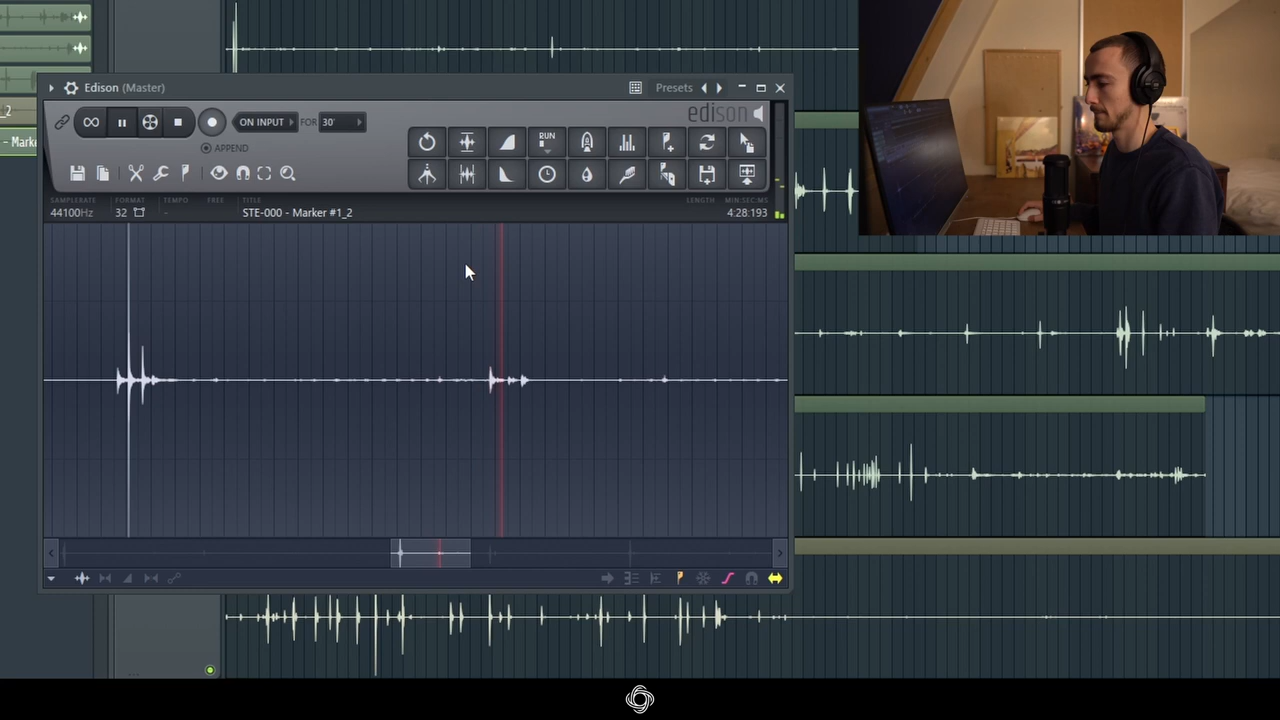 _2
- Marke
Edison (Master)
Presets
edison
ON INPUT
FOR
30'
APPEND
RUN
SAMPLERATE
FORMAT
TEMPO
FREE
TITLE
LENGTH
MIN:SEC:MS
44100Hz
32
-
STE-000 - Marker #1_2
4:28:193